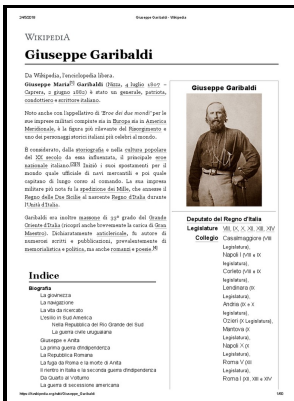 24/5/2019 Giuseppe Garibaldi - Wikipedia
WIKIPEDIA
Giuseppe Garibaldi
Da Wikipedia, l'enciclopedia libera.
Giuseppe Maria[1] Garibaldi (Nizza, 4 luglio 1807 –
Caprera, 2 giugno 1882) è stato un generale, patriota,
condottiero e scrittore italiano.
Noto anche con l'appellativo di "Eroe dei due mondi" per le
sue imprese militari compiute sia in Europa sia in America
Meridionale, è la figura più rilevante del Risorgimento e
uno dei personaggi storici italiani più celebri al mondo.
È considerato, dalla storiografia e nella cultura popolare
del XX secolo da essa influenzata, il principale eroe
nazionale italiano. Iniziò i suoi spostamenti per il
mondo quale ufficiale di navi mercantili e poi quale
capitano di lungo corso al comando. La sua impresa
militare più nota fu la spedizione dei Mille, che annesse il
Regno delle Due Sicilie al nascente Regno d'Italia durante
l'Unità d'Italia.
Garibaldi era inoltre massone di 33º grado del Grande
Oriente d'Italia (ricoprì anche brevemente la carica di Gran
Maestro). Dichiaratamente anticlericale, fu autore di
numerosi scritti e pubblicazioni, prevalentemente di
memorialistica e politica, ma anche romanzi e poesie.[4]
Giuseppe Garibaldi
Deputato del Regno d'Italia
Legislature VIII, IX, X, XI, XII, XIII, XIV
Collegio Casalmaggiore (VIII
legislatura),
Napoli I (VIII e IX
legislatura),
Corleto (VIII e IX
legislatura),
Lendinara (IX
Legislatura),
Andria (IX e X
legislatura),
Ozieri (X Legislatura),
Mantova (X
Legislatura),
Napoli X (XI
Legislatura),
Roma V (XII
Legislatura),
Roma I (XII, XIII e XIV
Indice
Biografia
La giovinezza
La navigazione
La vita da ricercato
L'esilio in Sud America
Nella Repubblica del Rio Grande del Sud
La guerra civile uruguaiana
Giuseppe e Anita
La prima guerra d'indipendenza
La Repubblica Romana
La fuga da Roma e la morte di Anita
Il rientro in Italia e la seconda guerra d'indipendenza
Da Quarto al Volturno
La guerra di secessione americana
https://it.wikipedia.org/wiki/Giuseppe_Garibaldi